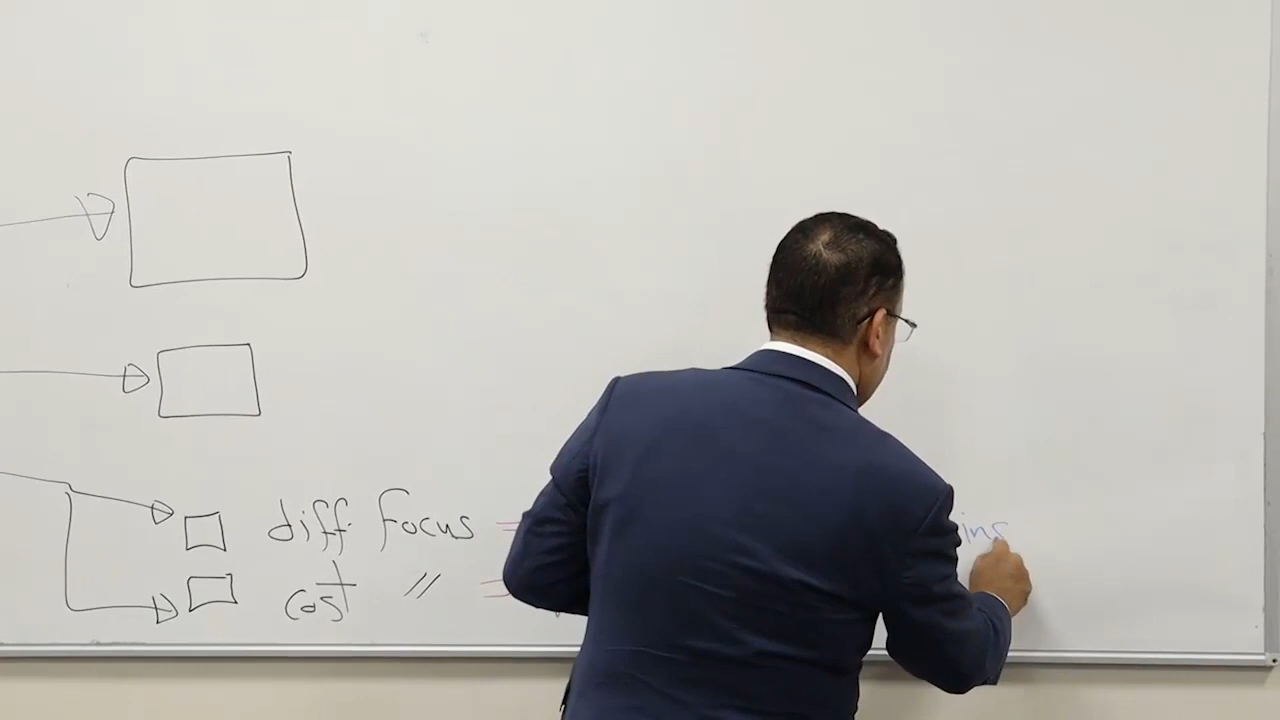 diff. focus =
cost " =